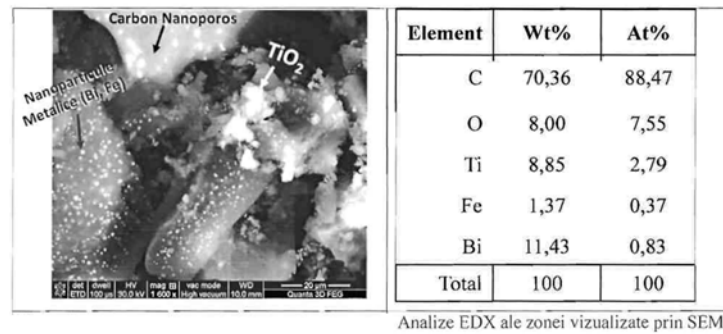 Carbon Nanoporos
TiO2
Nanoparticule
Metalice (Bi, Fe)
det dwell HV mag vac mode WD 20 µm
ETD 100 µs 30.0 kV 1 600 x High vacuum 10.0 mm Quanta 3D FEG
Element Wt% At%
C 70,36 88,47
O 8,00 7,55
Ti 8,85 2,79
Fe 1,37 0,37
Bi 11,43 0,83
Total 100 100
Analize EDX ale zonei vizualizate prin SEM